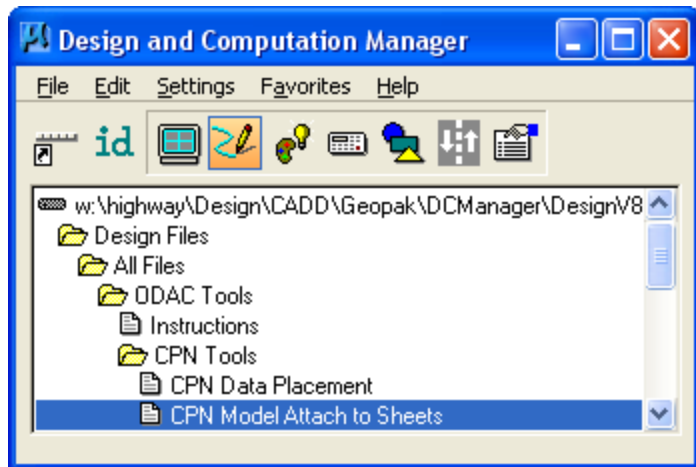 Design and Computation Manager
File Edit Settings Favorites Help
id
w:\highway\Design\CADD\Geopak\DCManager\DesignV8
Design Files
All Files
ODAC Tools
Instructions
CPN Tools
CPN Data Placement
CPN Model Attach to Sheets